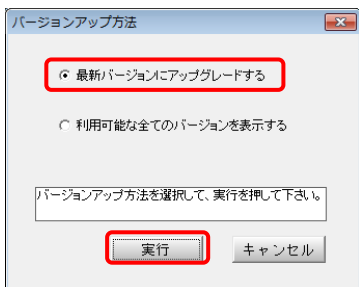 バージョンアップ方法
最新バージョンにアップグレードする
利用可能な全てのバージョンを表示する
バージョンアップ方法を選択して、実行を押して下さい。
実行
キャンセル